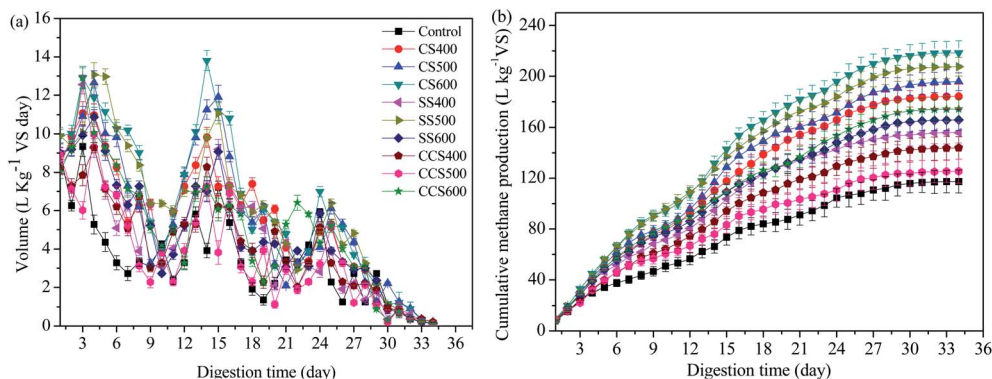 (a)
Volume (L Kg⁻¹ VS day)
16
14
12
10
8
6
4
2
0
3 6 9 12 15 18 21 24 27 30 33 36
Digestion time (day)
Control
CS400
CS500
CS600
SS400
SS500
SS600
CCS400
CCS500
CCS600
(b)
Cumulative methane production (L kg⁻¹VS)
240
200
160
120
80
40
0
0 3 6 9 12 15 18 21 24 27 30 33 36
Digestion time (day)